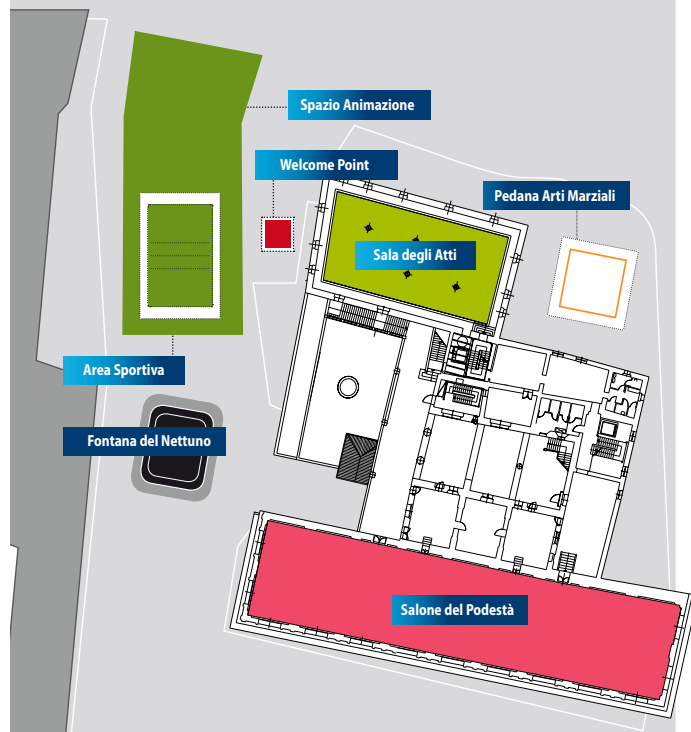 Spazio Animazione
Welcome Point
Pedana Arti Marziali
Sala degli Atti
Area Sportiva
Fontana del Nettuno
Salone del Podestà